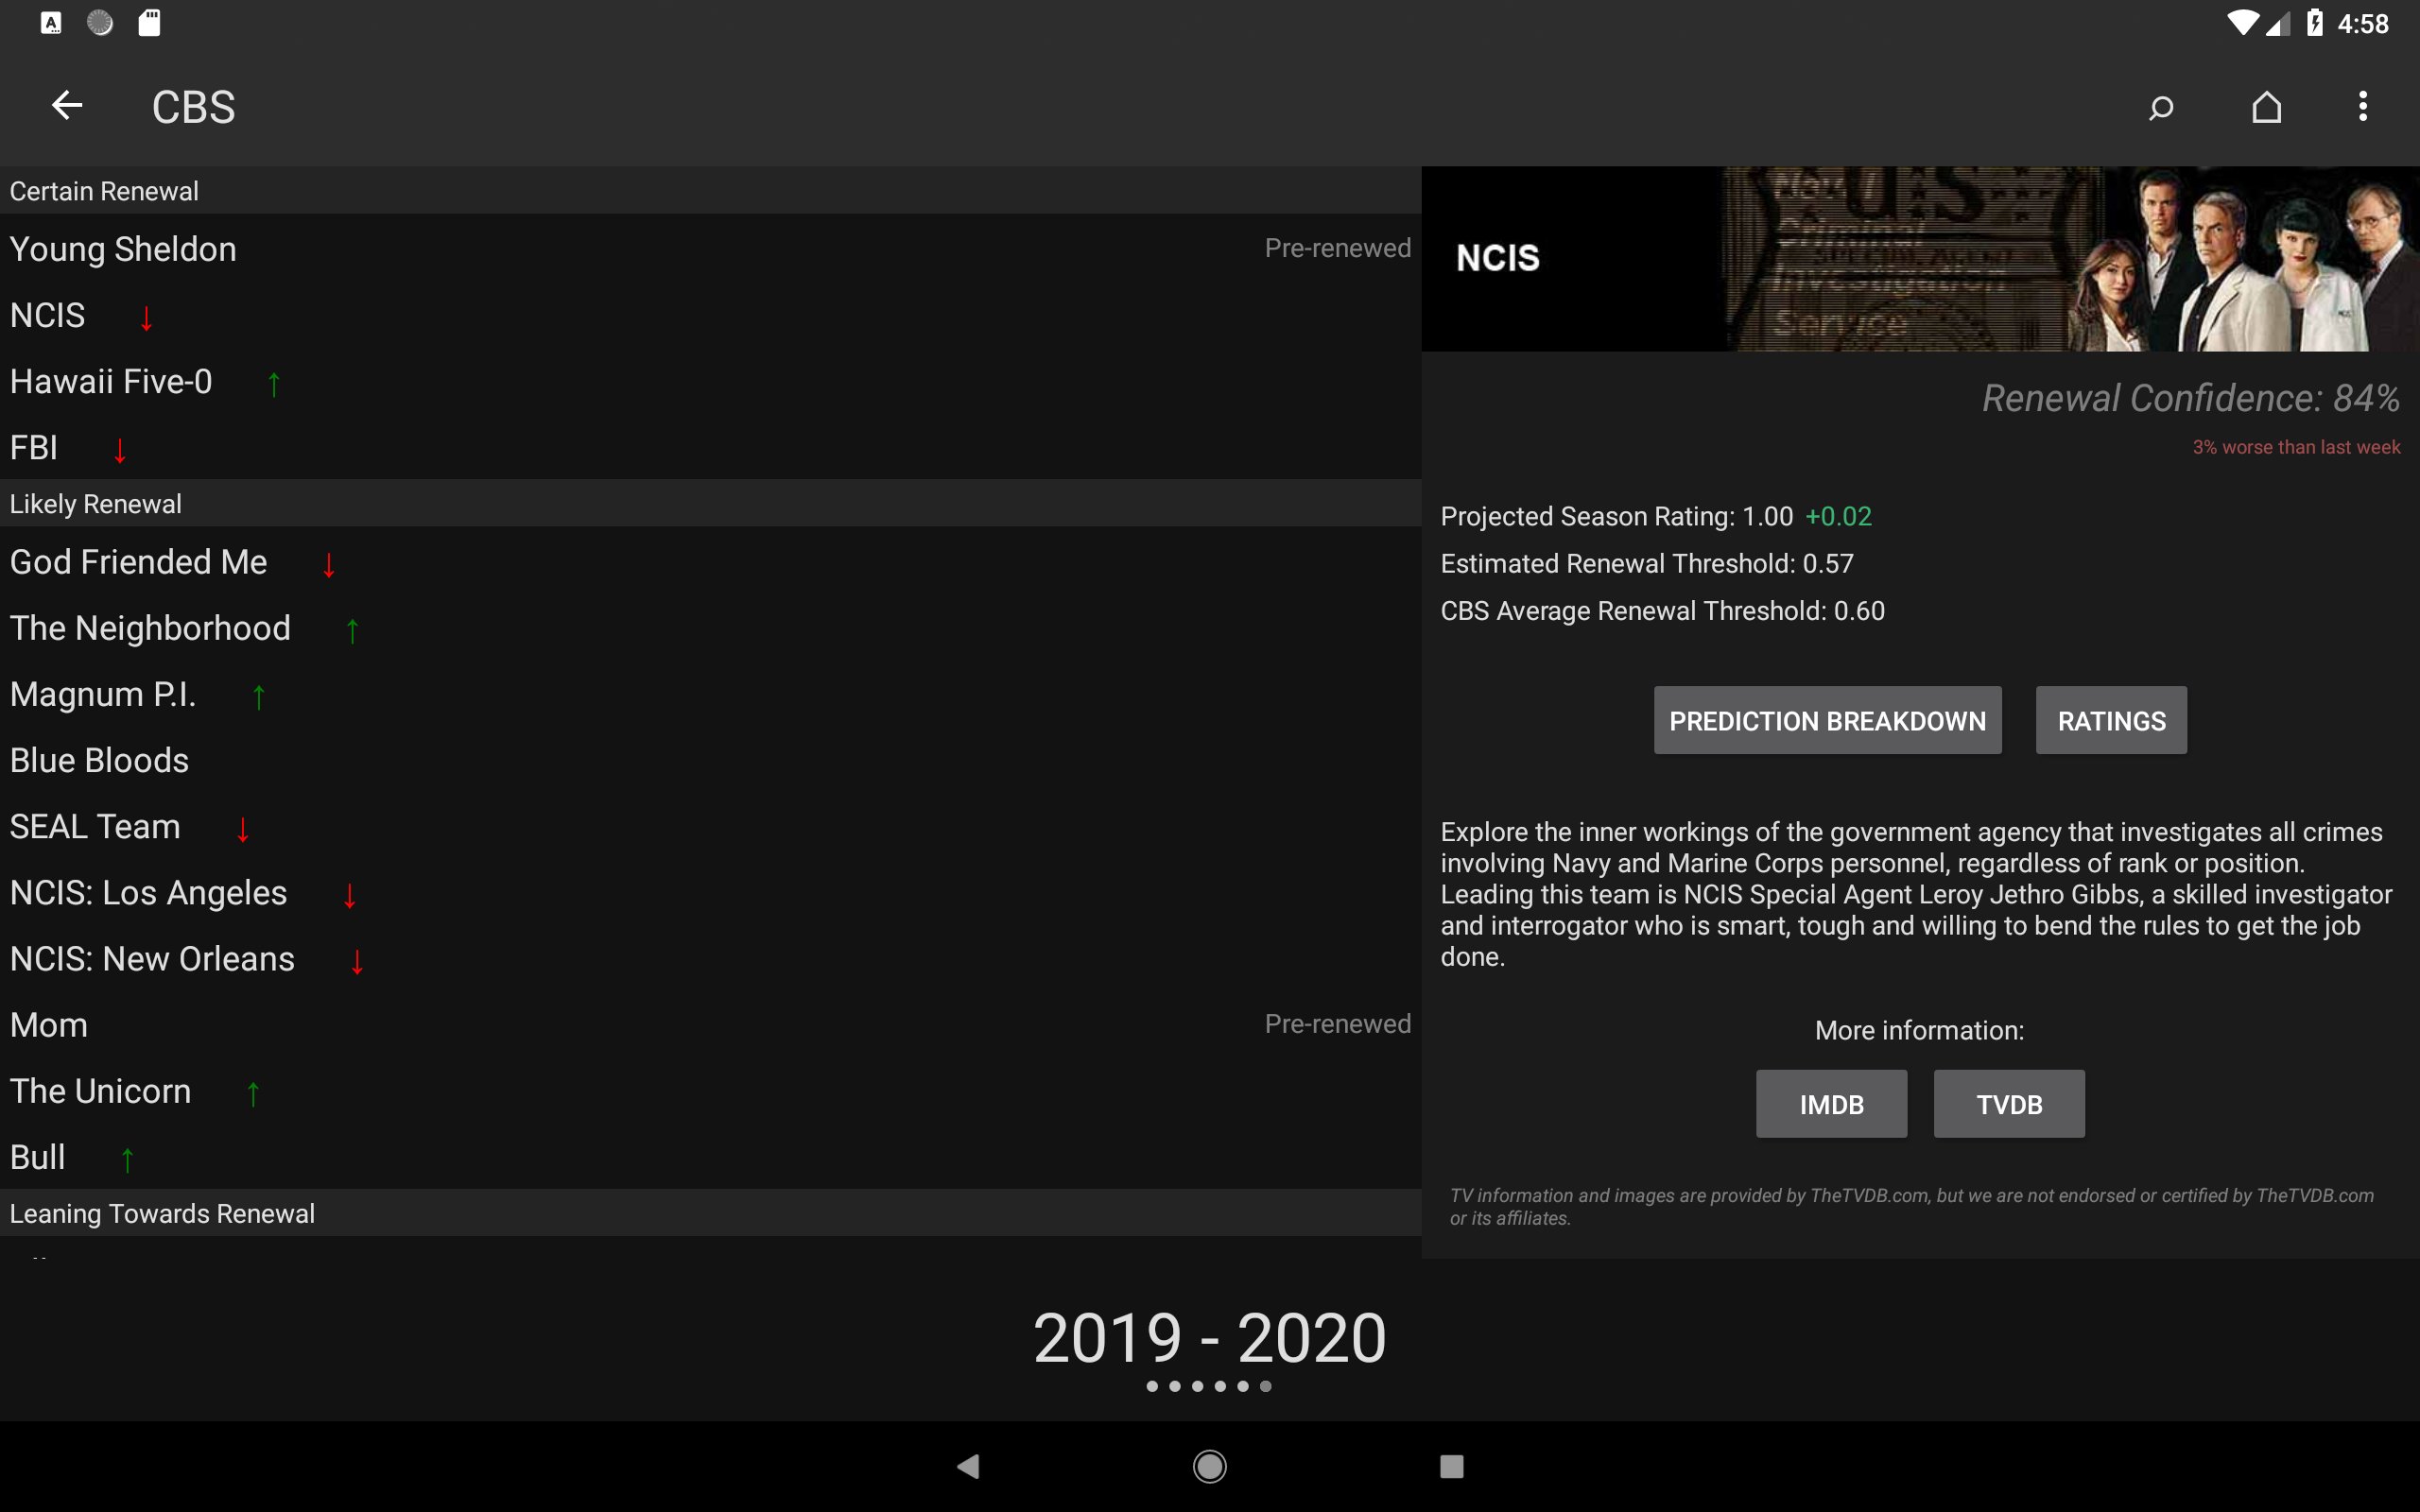 4:58
CBS
Certain Renewal
Young Sheldon Pre-renewed
NCIS ↓
Hawaii Five-0 ↑
FBI ↓
Likely Renewal
God Friended Me ↓
The Neighborhood ↑
Magnum P.I. ↑
Blue Bloods
SEAL Team ↓
NCIS: Los Angeles ↓
NCIS: New Orleans ↓
Mom Pre-renewed
The Unicorn ↑
Bull ↑
Leaning Towards Renewal
NCIS
Naval
US
Criminal
SPECIAL AGENT
Investigation
Service
Renewal Confidence: 84%
3% worse than last week
Projected Season Rating: 1.00 +0.02
Estimated Renewal Threshold: 0.57
CBS Average Renewal Threshold: 0.60
PREDICTION BREAKDOWN RATINGS
Explore the inner workings of the government agency that investigates all crimes
involving Navy and Marine Corps personnel, regardless of rank or position.
Leading this team is NCIS Special Agent Leroy Jethro Gibbs, a skilled investigator
and interrogator who is smart, tough and willing to bend the rules to get the job
done.
More information:
IMDB TVDB
TV information and images are provided by TheTVDB.com, but we are not endorsed or certified by TheTVDB.com
or its affiliates.
2019 - 2020